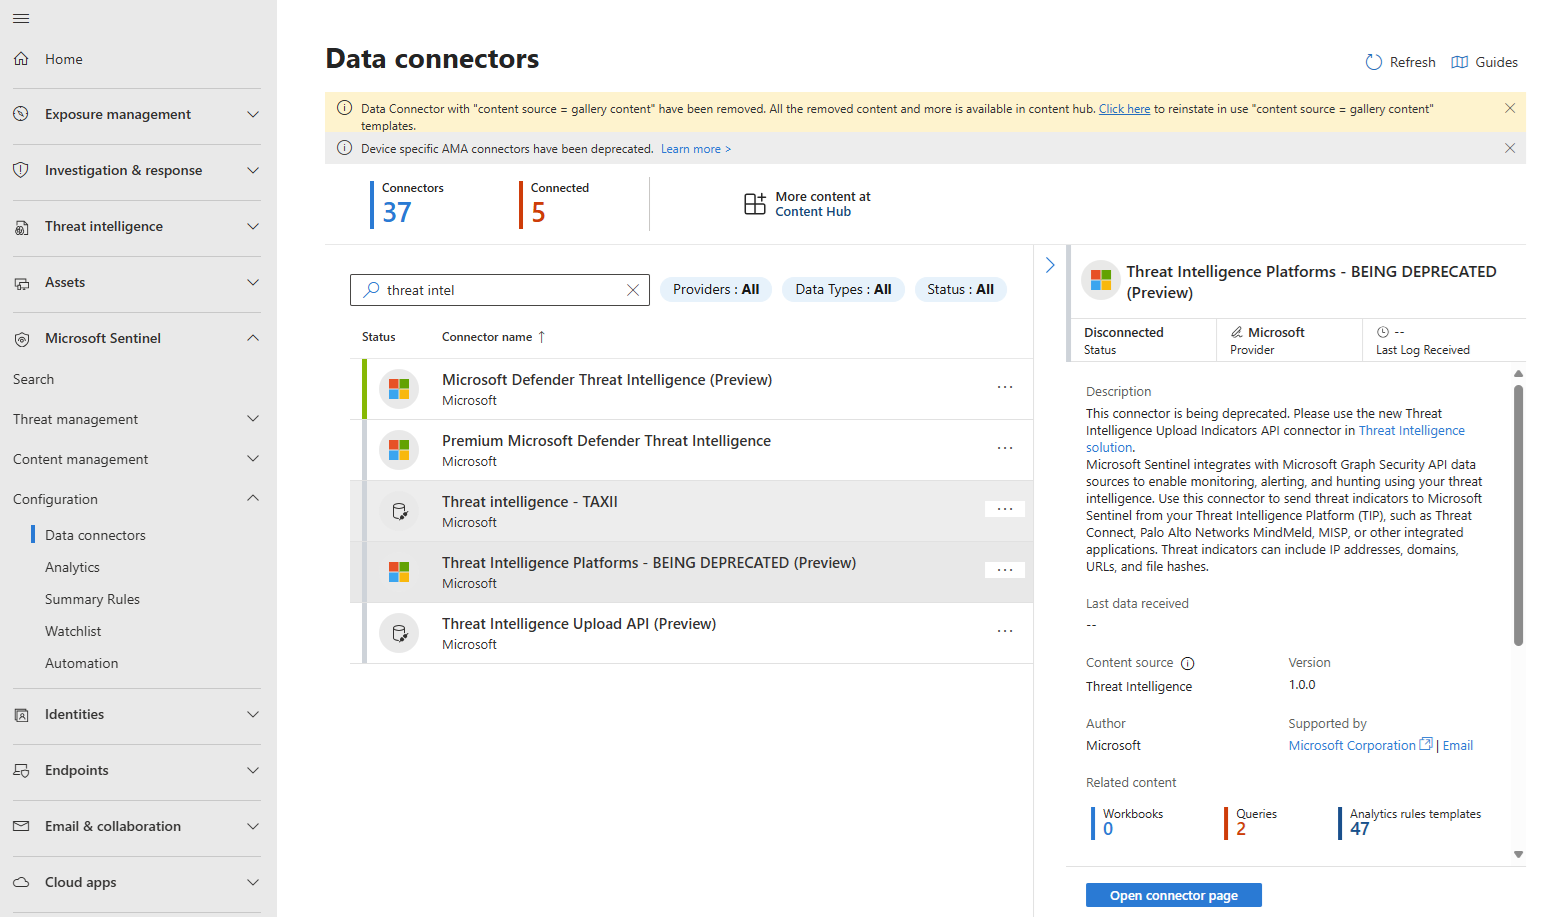 Home
Exposure management
Investigation & response
Threat intelligence
Assets
Microsoft Sentinel
Search
Threat management
Content management
Configuration
Data connectors
Analytics
Summary Rules
Watchlist
Automation
Identities
Endpoints
Email & collaboration
Cloud apps
Data connectors
Refresh
Guides
Data Connector with "content source = gallery content" have been removed. All the removed content and more is available in content hub. Click here to reinstate in use "content source = gallery content"
templates.
Device specific AMA connectors have been deprecated. Learn more >
Connectors
37
Connected
5
More content at
Content Hub
threat intel
Providers : All
Data Types : All
Status : All
Status
Connector name ↑
Microsoft Defender Threat Intelligence (Preview)
Microsoft
Premium Microsoft Defender Threat Intelligence
Microsoft
Threat intelligence - TAXII
Microsoft
Threat Intelligence Platforms - BEING DEPRECATED (Preview)
Microsoft
Threat Intelligence Upload API (Preview)
Microsoft
Threat Intelligence Platforms - BEING DEPRECATED
(Preview)
Disconnected
Status
Microsoft
Provider
--
Last Log Received
Description
This connector is being deprecated. Please use the new Threat
Intelligence Upload Indicators API connector in Threat Intelligence
solution.
Microsoft Sentinel integrates with Microsoft Graph Security API data
sources to enable monitoring, alerting, and hunting using your threat
intelligence. Use this connector to send threat indicators to Microsoft
Sentinel from your Threat Intelligence Platform (TIP), such as Threat
Connect, Palo Alto Networks MindMeld, MISP, or other integrated
applications. Threat indicators can include IP addresses, domains,
URLs, and file hashes.
Last data received
--
Content source
Threat Intelligence
Version
1.0.0
Author
Microsoft
Supported by
Microsoft Corporation | Email
Related content
Workbooks
0
Queries
2
Analytics rules templates
47
Open connector page